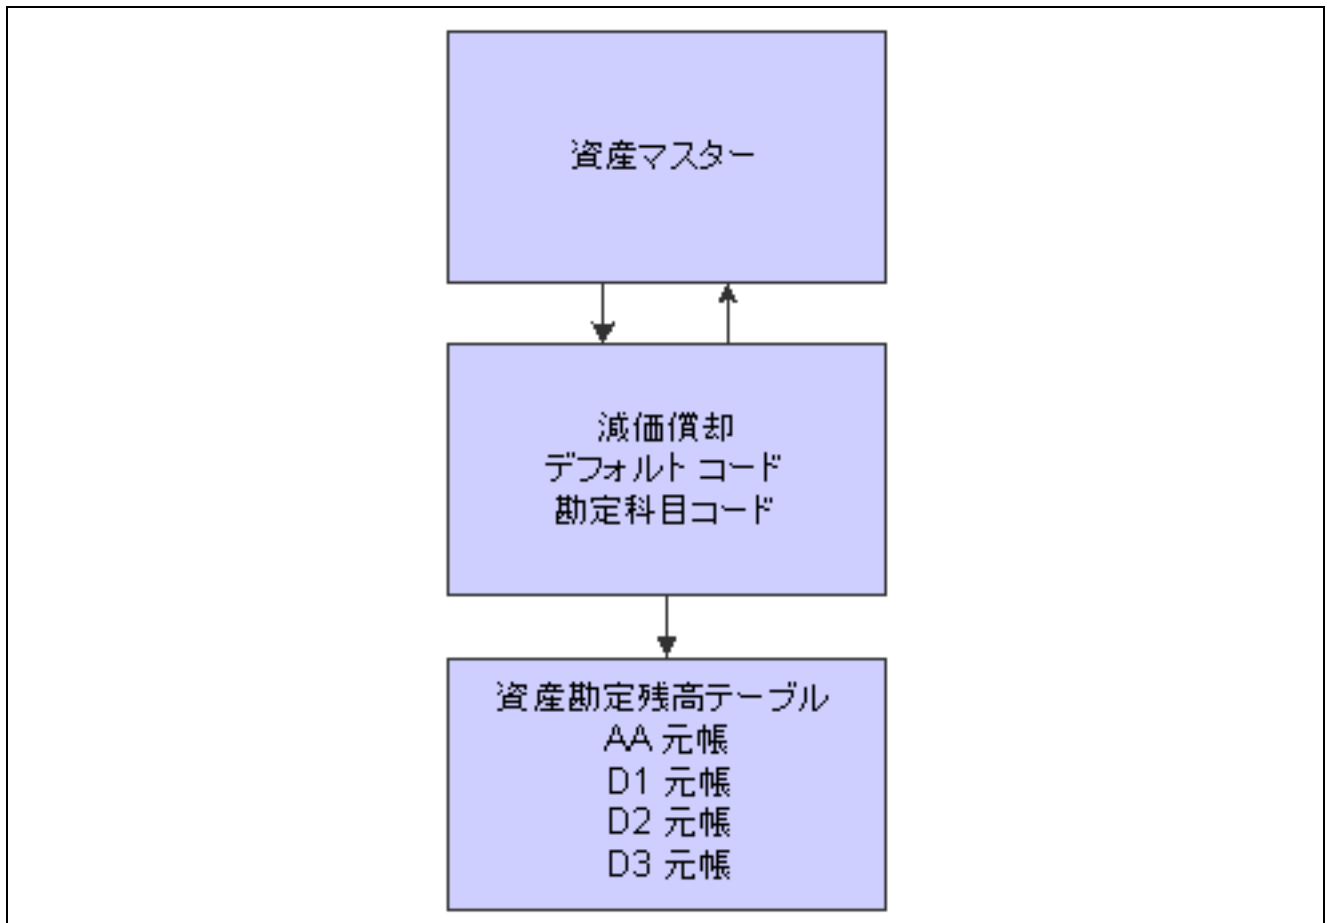 資産マスター
減価償却
デフォルト コード
勘定科目コード
資産勘定残高テーブル
AA 元帳
D1 元帳
D2 元帳
D3 元帳